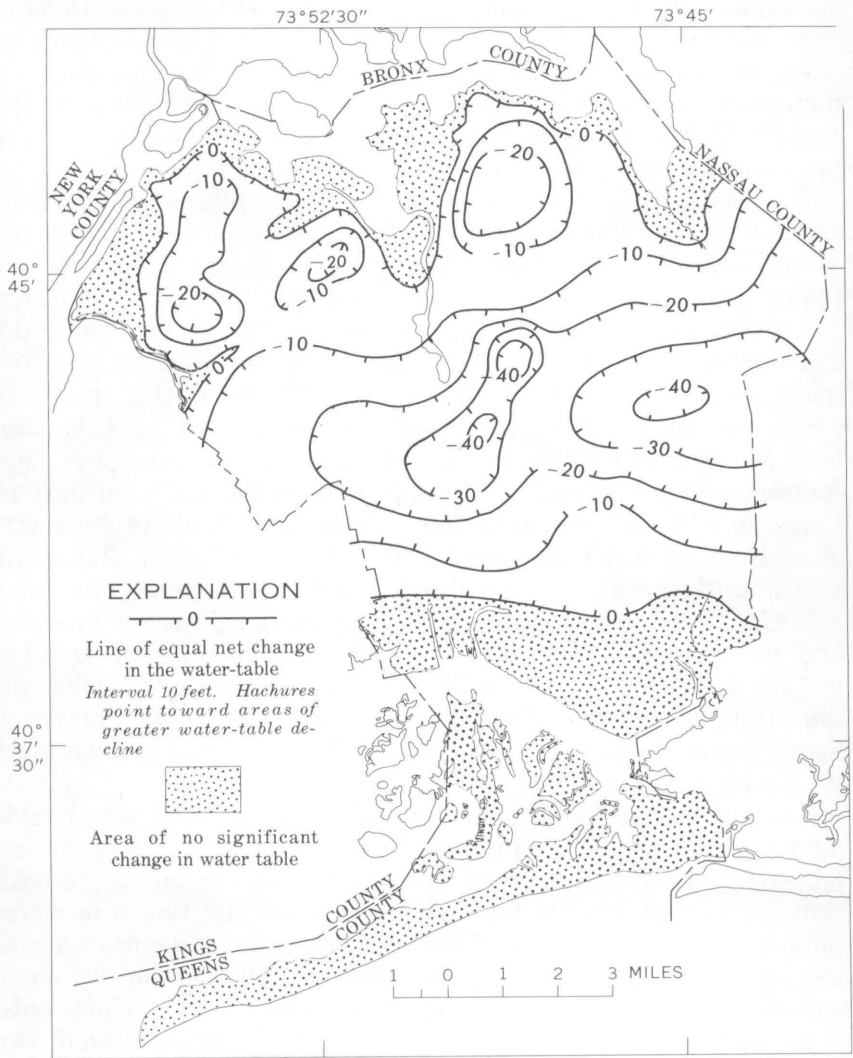 73°52'30"
73°45'
BRONX COUNTY
NEW
YORK
COUNTY
NASSAU COUNTY
0
-10
-20
0
-20
-10
-20
-10
-10
-20
40°
45'
0
-10
-40
-40
-40
-30
-30
-20
-10
0
EXPLANATION
0
Line of equal net change
in the water-table
Interval 10 feet. Hachures
point toward areas of
greater water-table de-
cline
40°
37'
30"
Area of no significant
change in water table
KINGS COUNTY
QUEENS COUNTY
1 0 1 2 3 MILES